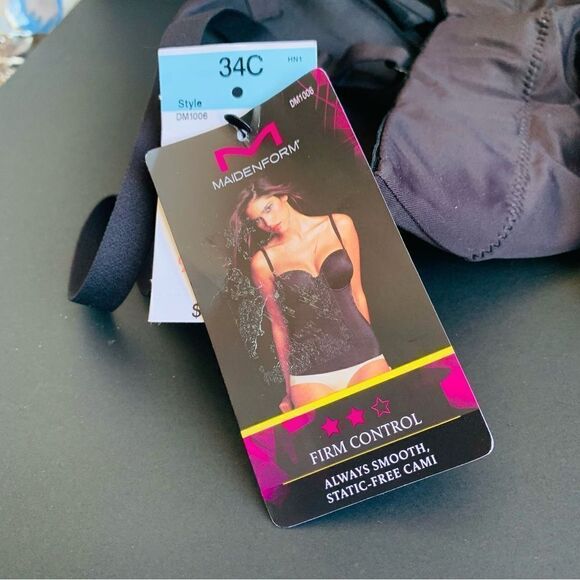 34C
HN1
Style
DM1006
DM1006
MAIDENFORM®
FIRM CONTROL
ALWAYS SMOOTH,
STATIC-FREE CAMI
$